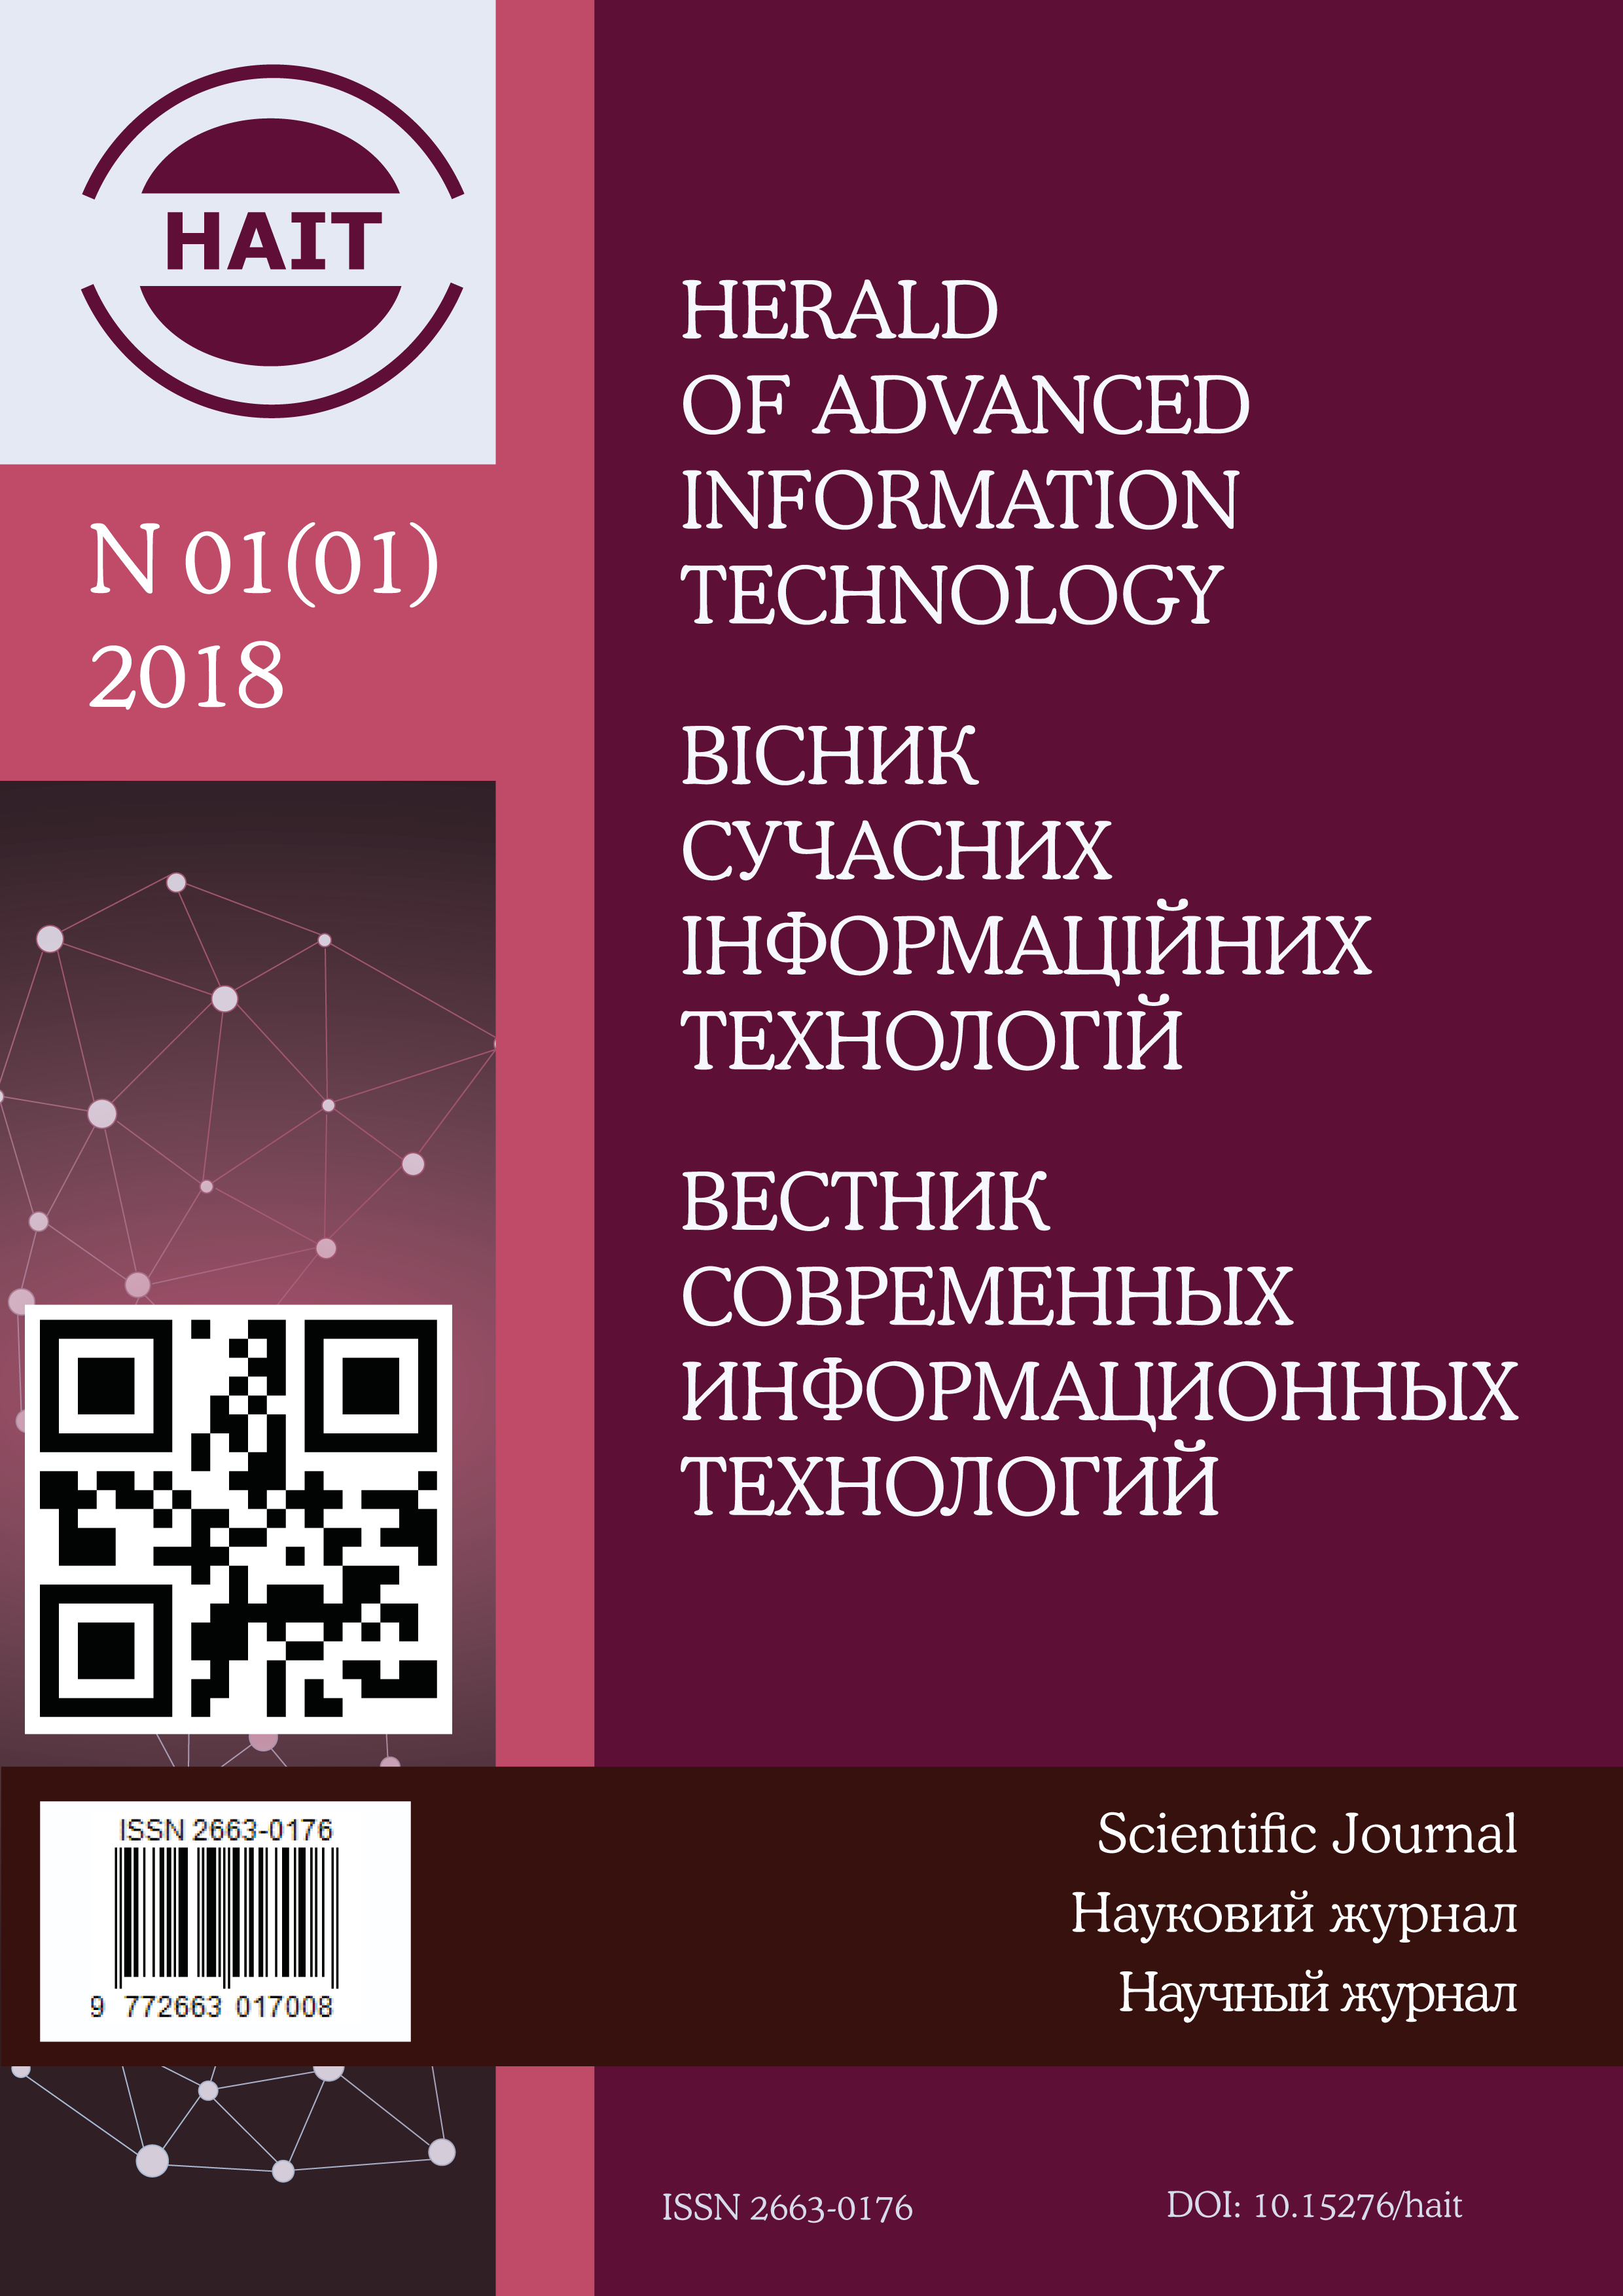 HAIT
N 01(01)
2018
HERALD
OF ADVANCED
INFORMATION
TECHNOLOGY
ВІСНИК
СУЧАСНИХ
ІНФОРМАЦІЙНИХ
ТЕХНОЛОГІЙ
ВЕСТНИК
СОВРЕМЕННЫХ
ИНФОРМАЦИОННЫХ
ТЕХНОЛОГИЙ
ISSN 2663-0176
9 772663 017008
Scientific Journal
Науковий журнал
Научный журнал
ISSN 2663-0176
DOI: 10.15276/hait